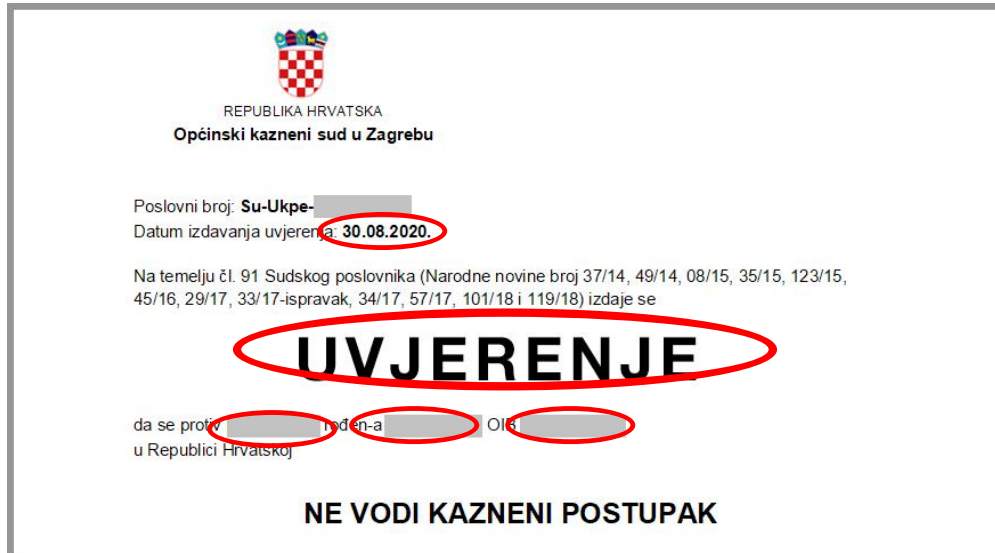 REPUBLIKA HRVATSKA
Općinski kazneni sud u Zagrebu
Poslovni broj: Su-Ukpe-
Datum izdavanja uvjerenja: 30.08.2020.
Na temelju čl. 91 Sudskog poslovnika (Narodne novine broj 37/14, 49/14, 08/15, 35/15, 123/15,
45/16, 29/17, 33/17-ispravak, 34/17, 57/17, 101/18 i 119/18) izdaje se
UVJERENJE
da se protiv rođen-a OIB
u Republici Hrvatskoj
NE VODI KAZNENI POSTUPAK